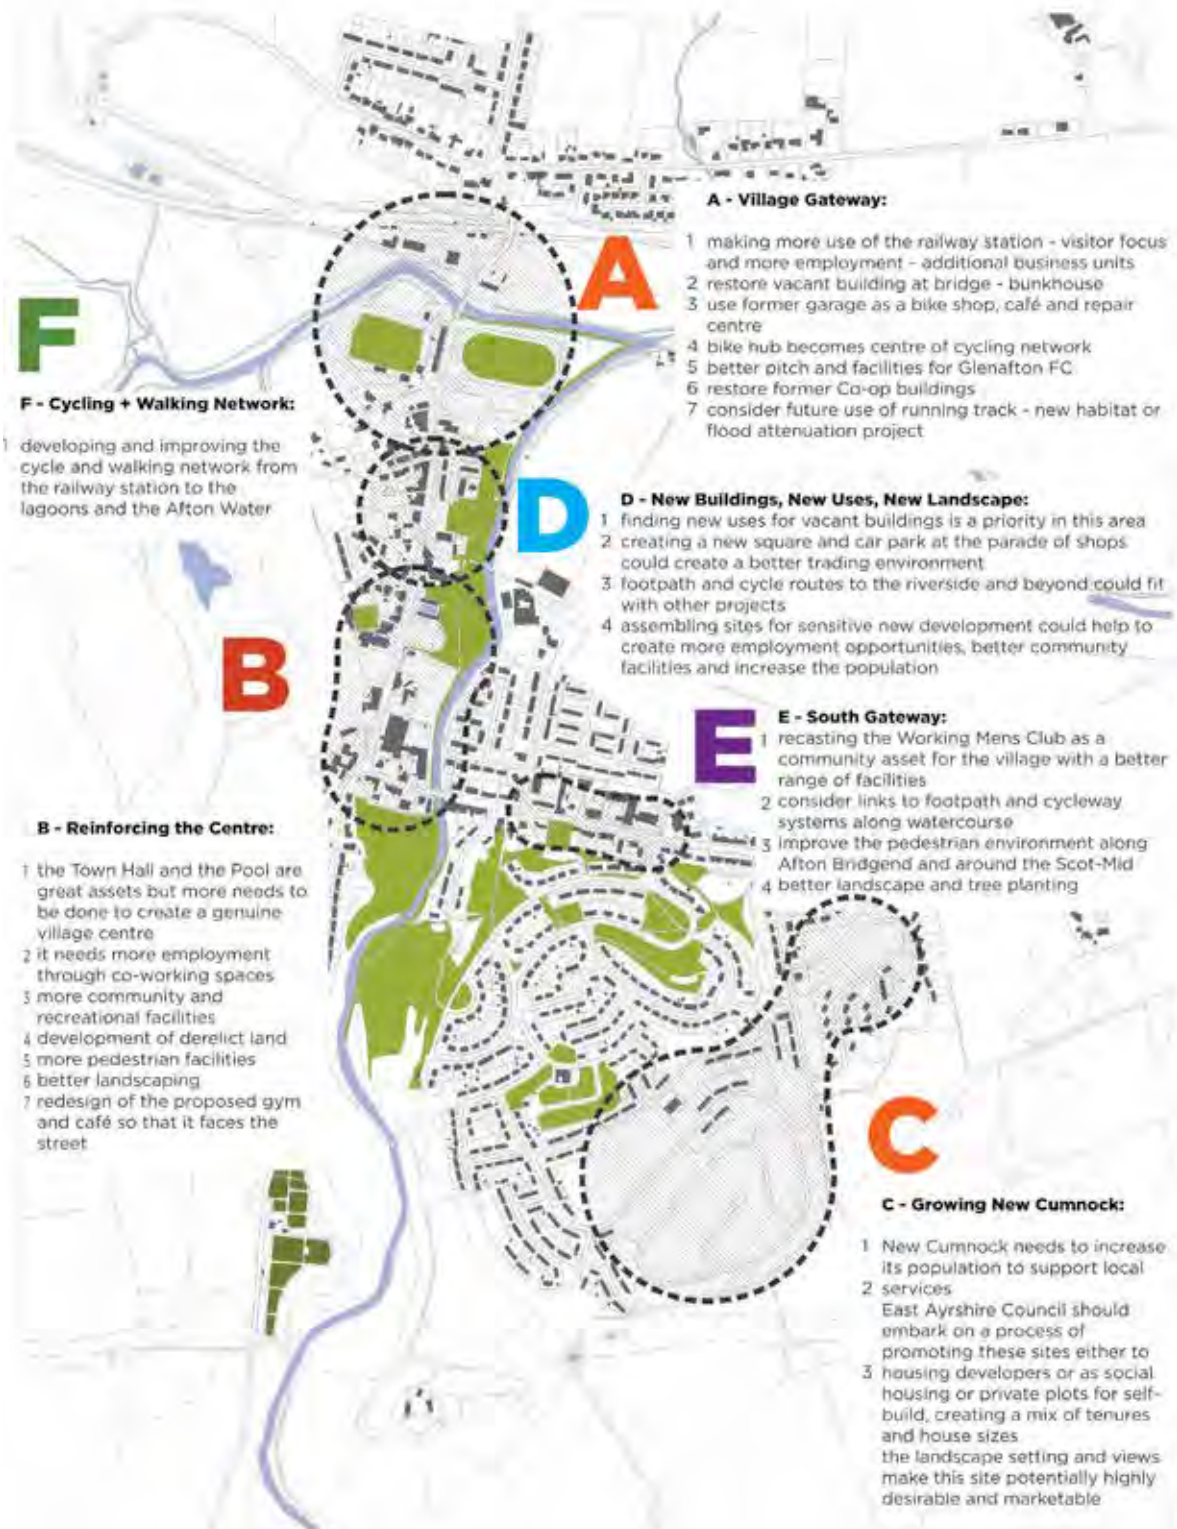 A
A - Village Gateway:
1 making more use of the railway station - visitor focus
and more employment - additional business units
2 restore vacant building at bridge - bunkhouse
3 use former garage as a bike shop, café and repair
centre
4 bike hub becomes centre of cycling network
5 better pitch and facilities for Glenafton FC
6 restore former Co-op buildings
7 consider future use of running track - new habitat or
flood attenuation project
F
F - Cycling + Walking Network:
1 developing and improving the
cycle and walking network from
the railway station to the
lagoons and the Afton Water
D
D - New Buildings, New Uses, New Landscape:
1 finding new uses for vacant buildings is a priority in this area
2 creating a new square and car park at the parade of shops
could create a better trading environment
3 footpath and cycle routes to the riverside and beyond could fit
with other projects
4 assembling sites for sensitive new development could help to
create more employment opportunities, better community
facilities and increase the population
B
B - Reinforcing the Centre:
1 the Town Hall and the Pool are
great assets but more needs to
be done to create a genuine
village centre
2 it needs more employment
through co-working spaces
3 more community and
recreational facilities
4 development of derelict land
5 more pedestrian facilities
6 better landscaping
7 redesign of the proposed gym
and café so that it faces the
street
E
E - South Gateway:
1 recasting the Working Mens Club as a
community asset for the village with a better
range of facilities
2 consider links to footpath and cycleway
systems along watercourse
3 improve the pedestrian environment along
Afton Bridgend and around the Scot-Mid
4 better landscape and tree planting
C
C - Growing New Cumnock:
1 New Cumnock needs to increase
its population to support local
2 services
East Ayrshire Council should
embark on a process of
promoting these sites either to
3 housing developers or as social
housing or private plots for self-
build, creating a mix of tenures
and house sizes
the landscape setting and views
make this site potentially highly
desirable and marketable